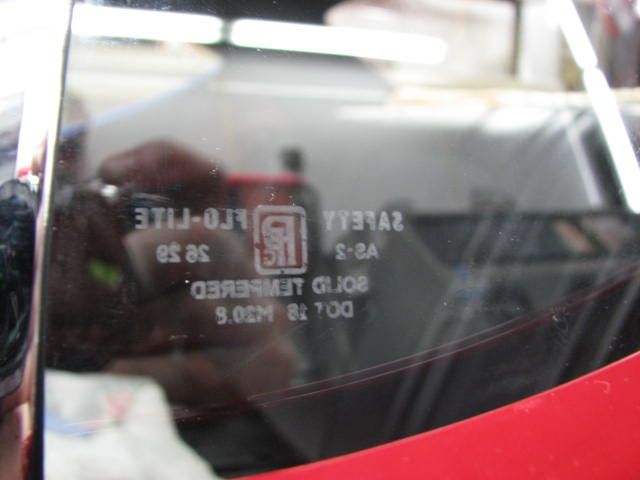 SAFETY FLO-LITE
AS-2 26 29
SOLID TEMPERED
DOT 18 M20.8